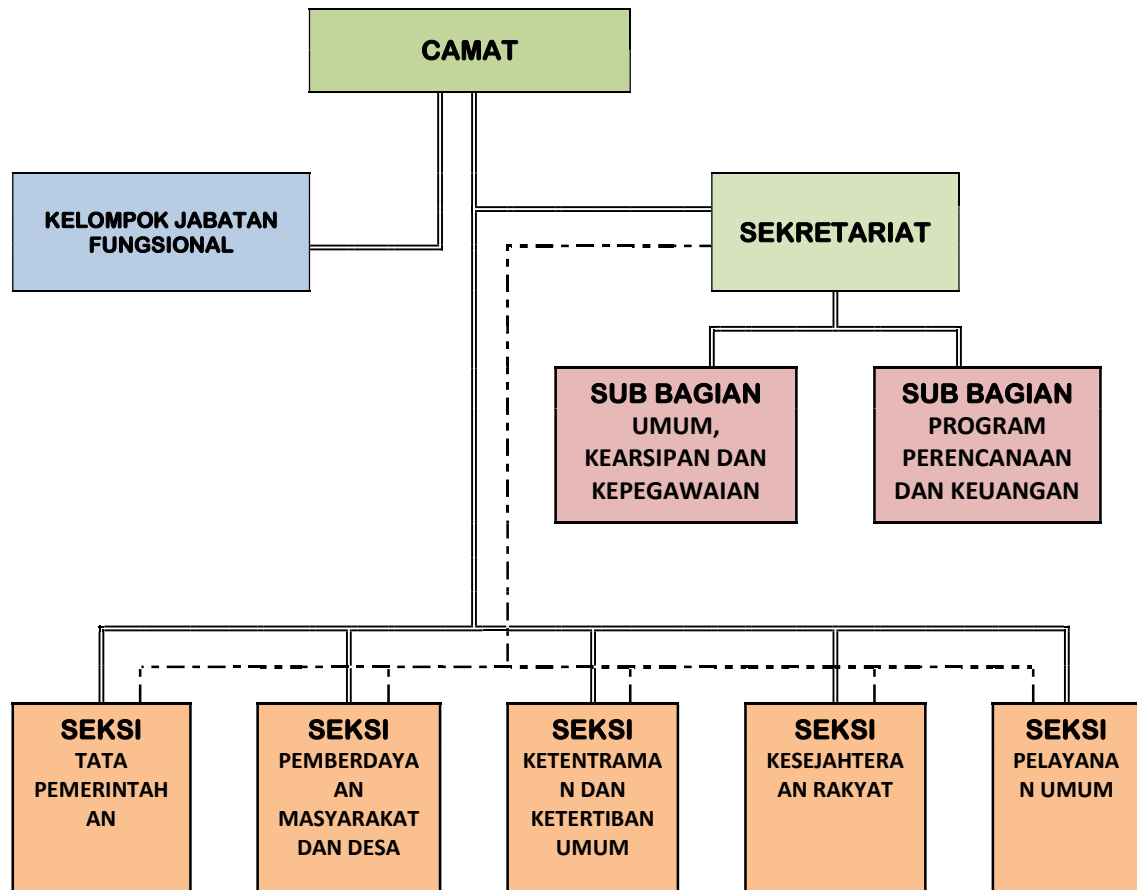 CAMAT
KELOMPOK JABATAN
FUNGSIONAL
SEKRETARIAT
SUB BAGIAN
UMUM,
KEARSIPAN DAN
KEPEGAWAIAN
SUB BAGIAN
PROGRAM
PERENCANAAN
DAN KEUANGAN
SEKSI
TATA
PEMERINTAH
AN
SEKSI
PEMBERDAYA
AN
MASYARAKAT
DAN DESA
SEKSI
KETENTRAMA
N DAN
KETERTIBAN
UMUM
SEKSI
KESEJAHTERA
AN RAKYAT
SEKSI
PELAYANA
N UMUM